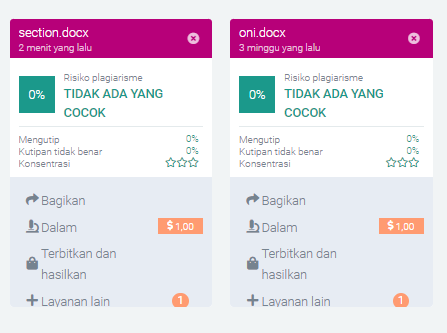 section.docx
2 menit yang lalu
0%
Risiko plagiarisme
TIDAK ADA YANG
COCOK
Mengutip 0%
Kutipan tidak benar 0%
Konsentrasi
Bagikan
Dalam $ 1,00
Terbitkan dan
hasilkan
Layanan lain 1
oni.docx
3 minggu yang lalu
0%
Risiko plagiarisme
TIDAK ADA YANG
COCOK
Mengutip 0%
Kutipan tidak benar 0%
Konsentrasi
Bagikan
Dalam $ 1,00
Terbitkan dan
hasilkan
Layanan lain 1